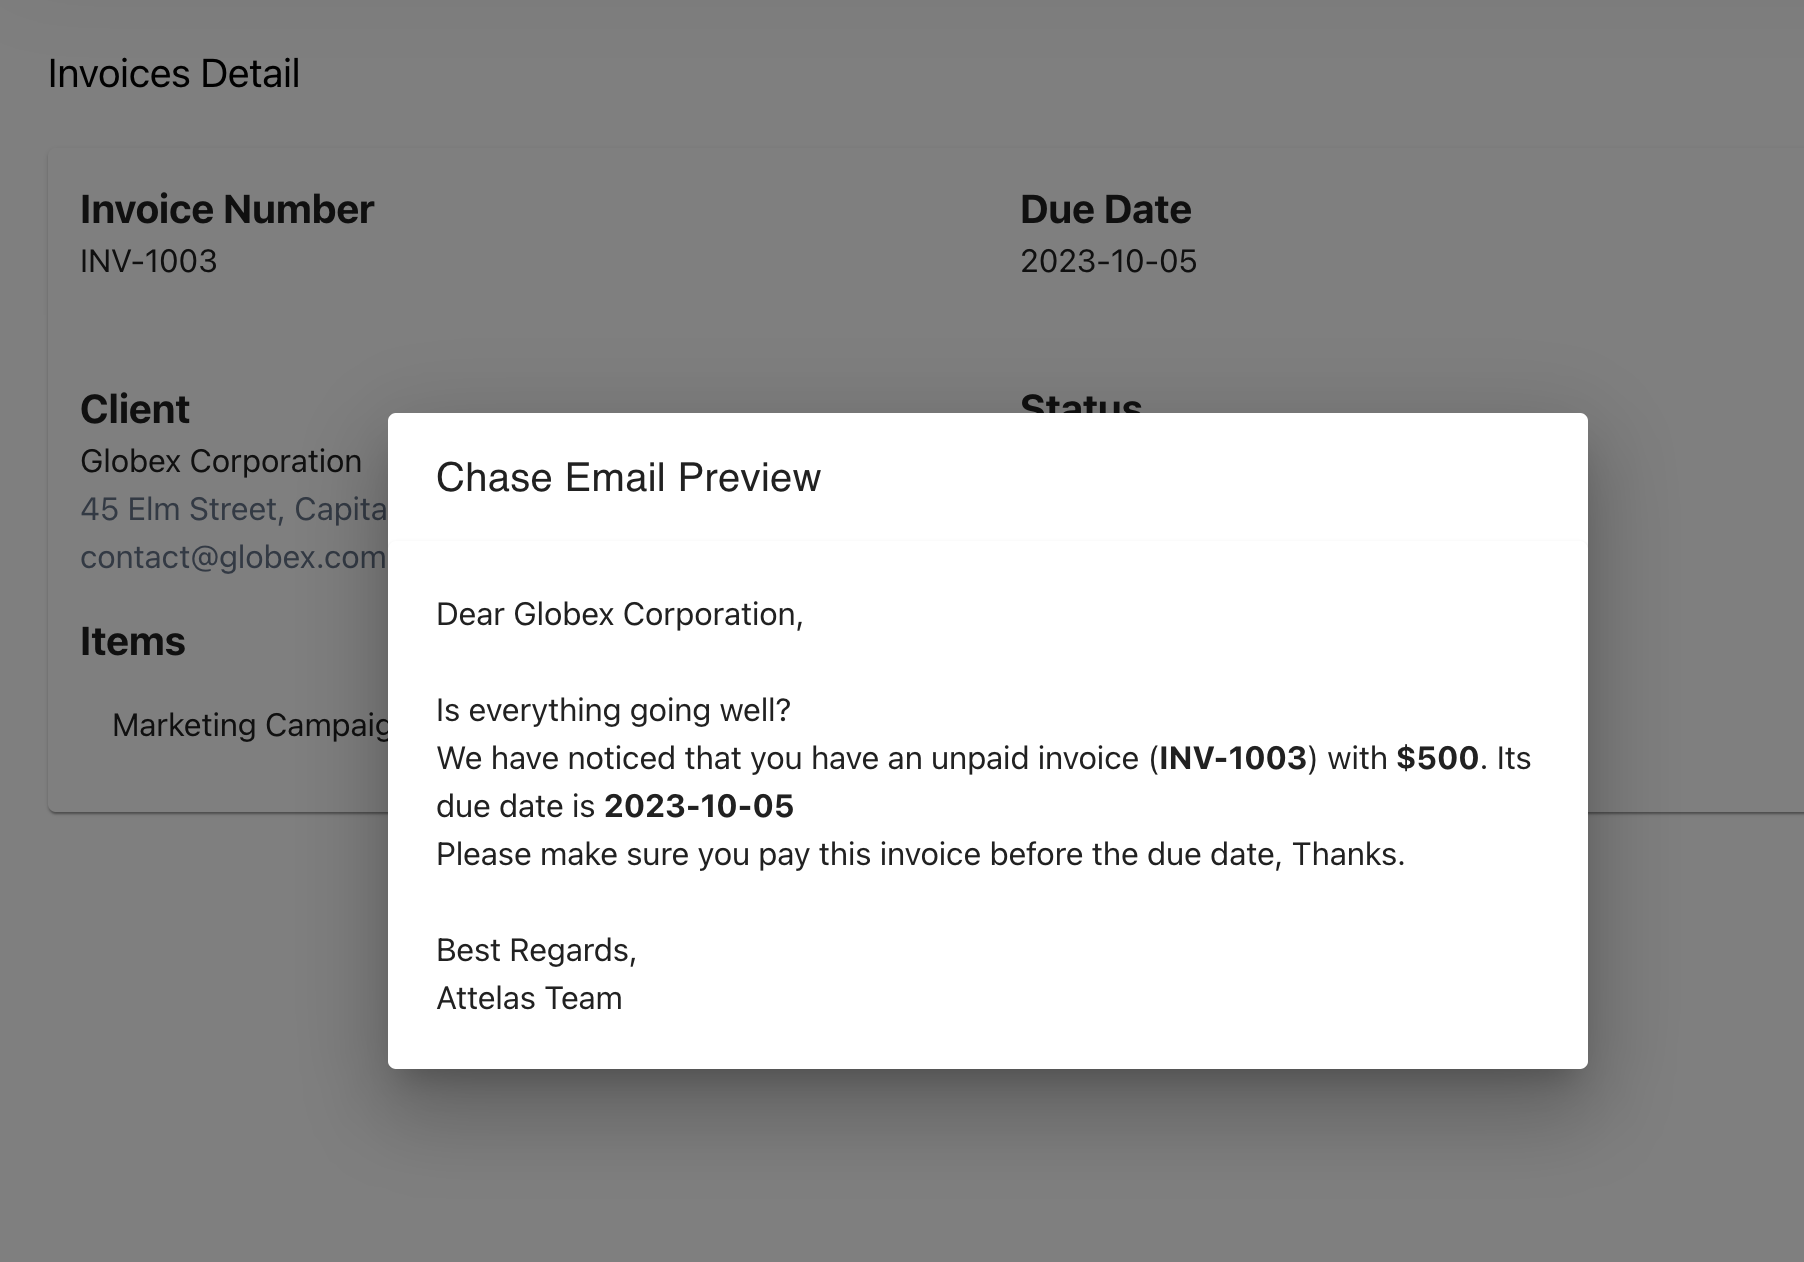 Invoices Detail
Invoice Number
INV-1003
Due Date
2023-10-05
Client
Globex Corporation
45 Elm Street,
contact@globex.com
Status
Items
Marketing
Chase Email Preview
Dear Globex Corporation,
Is everything going well?
We have noticed that you have an unpaid invoice (INV-1003) with $500. Its
due date is 2023-10-05
Please make sure you pay this invoice before the due date, Thanks.
Best Regards,
Attelas Team